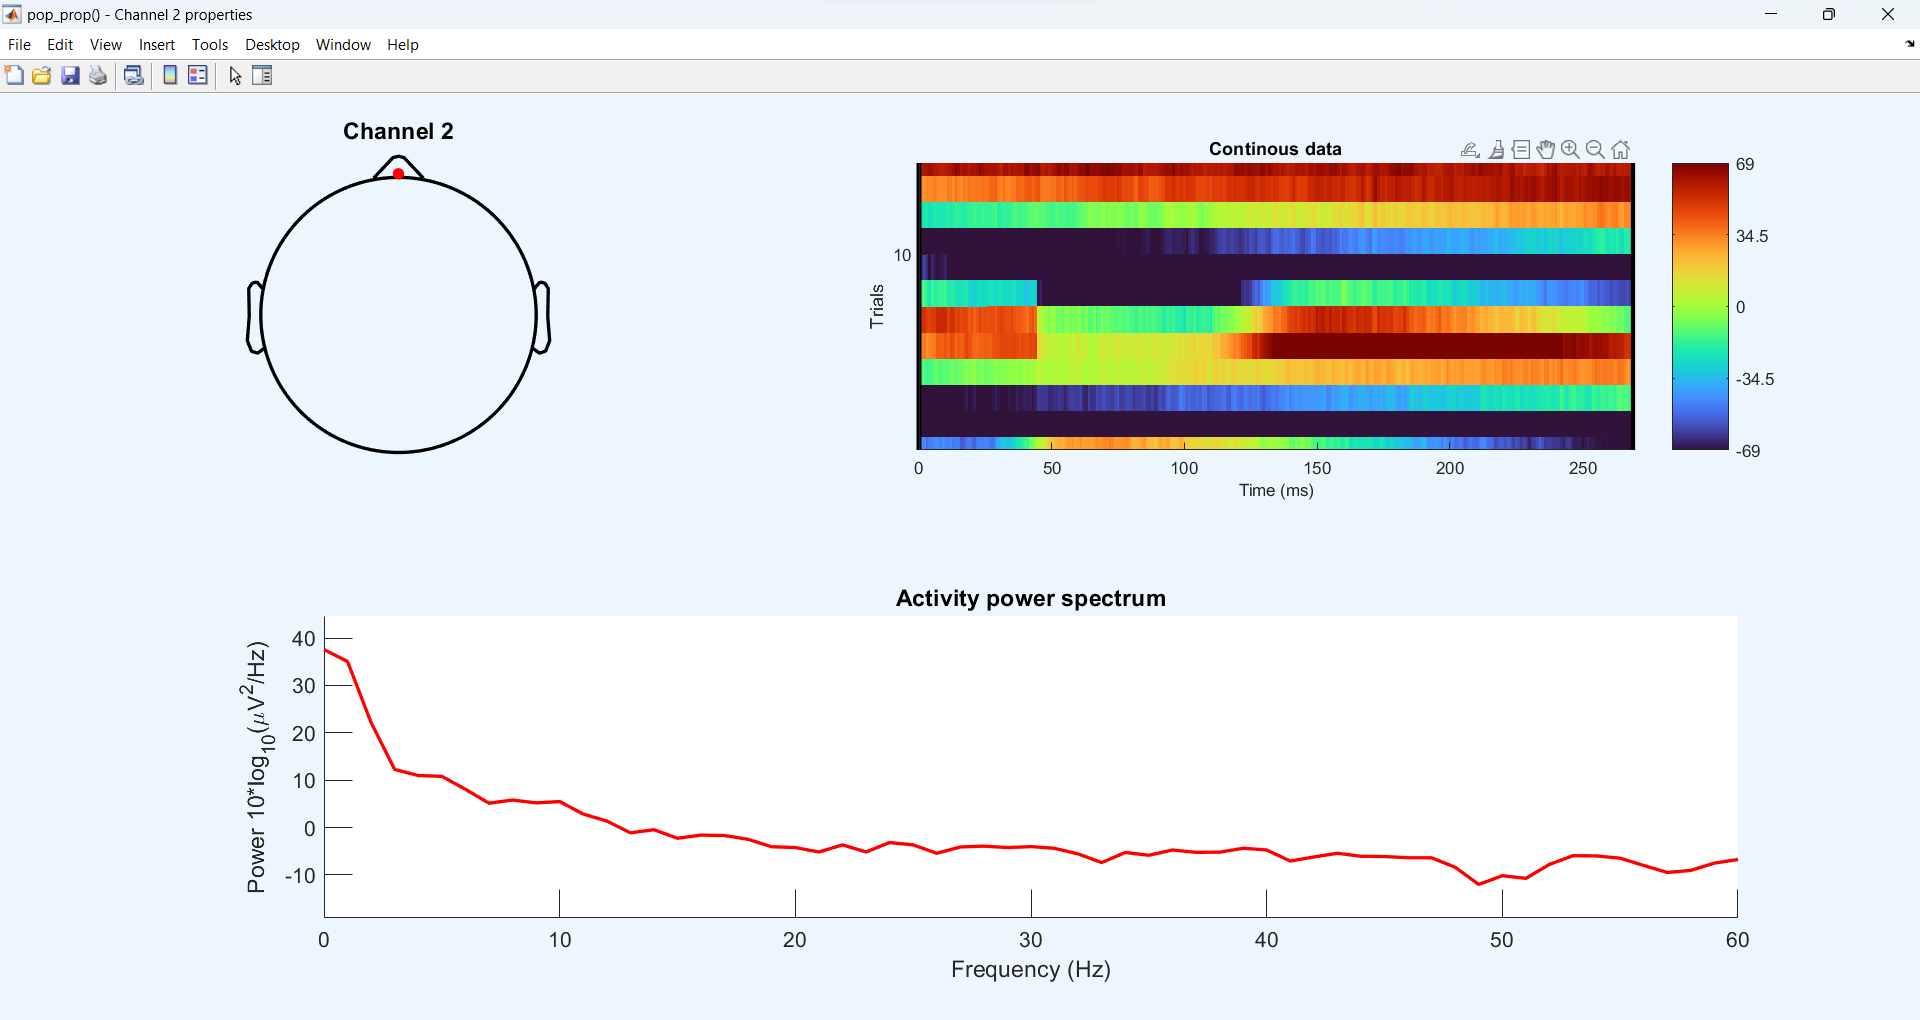 pop_prop() - Channel 2 properties
File Edit View Insert Tools Desktop Window Help
Channel 2
Continous data
69
34.5
0
-34.5
-69
10
Trials
0 50 100 150 200 250
Time (ms)
Activity power spectrum
40
30
20
10
0
-10
Power 10*log10(μV2/Hz)
0 10 20 30 40 50 60
Frequency (Hz)